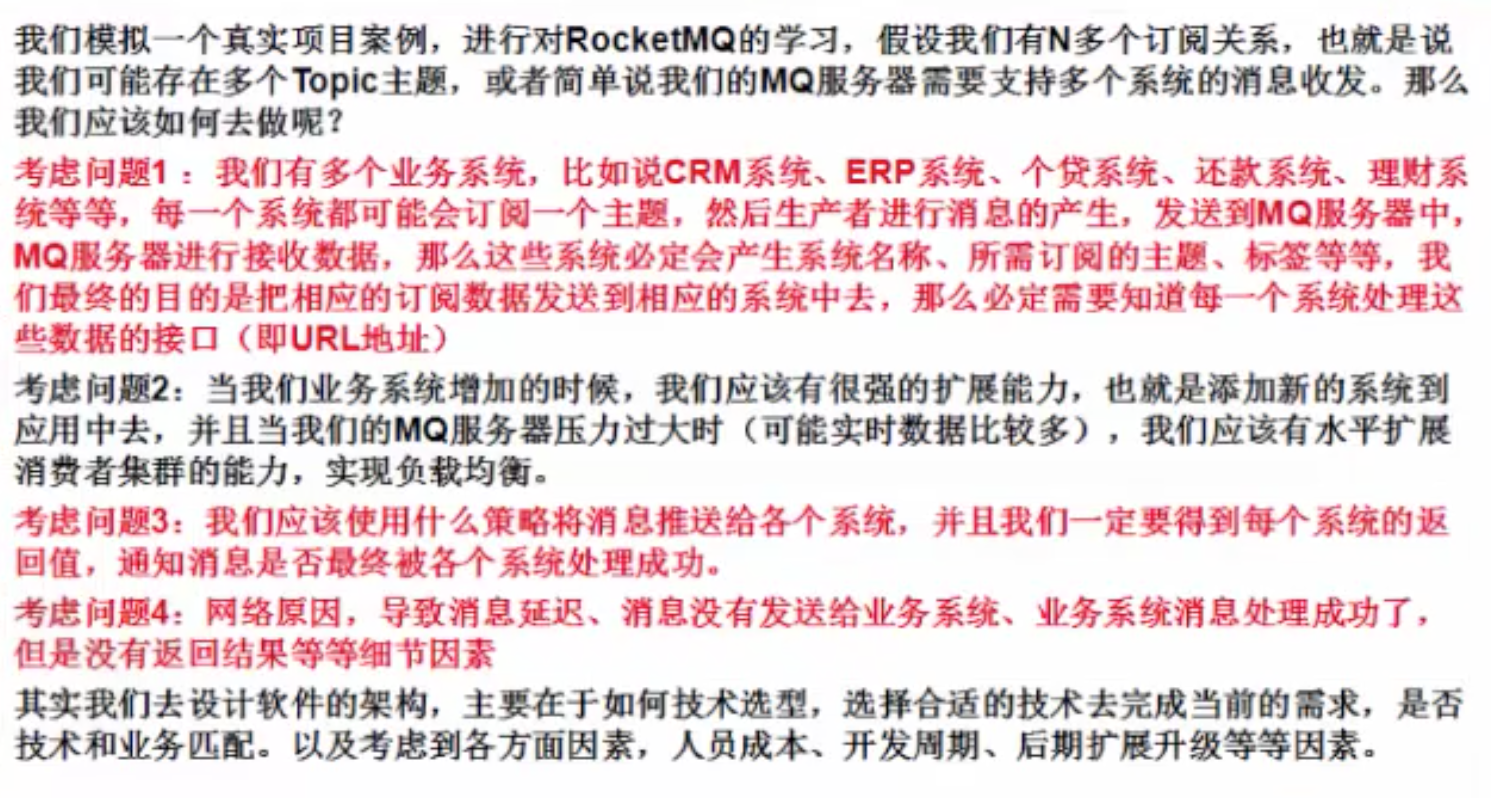 我们模拟一个真实项目案例，进行对RocketMQ的学习，假设我们有N多个订阅关系，也就是说
我们可能存在多个Topic主题，或者简单说我们的MQ服务器需要支持多个系统的消息收发。那么
我们应该如何去做呢？
考虑问题1：我们有多个业务系统，比如说CRM系统、ERP系统、个贷系统、还款系统、理财系
统等等，每一个系统都可能会订阅一个主题，然后生产者进行消息的产生，发送到MQ服务器中，
MQ服务器进行接收数据，那么这些系统必定会产生系统名称、所需订阅的主题、标签等等，我
们最终的目的是把相应的订阅数据发送到相应的系统中去，那么必定需要知道每一个系统处理这
些数据的接口（即URL地址）
考虑问题2：当我们业务系统增加的时候，我们应该有很强的扩展能力，也就是添加新的系统到
应用中去，并且当我们的MQ服务器压力过大时（可能实时数据比较多），我们应该有水平扩展
消费者集群的能力，实现负载均衡。
考虑问题3：我们应该使用什么策略将消息推送给各个系统，并且我们一定要得到每个系统的返
回值，通知消息是否最终被各个系统处理成功。
考虑问题4：网络原因，导致消息延迟、消息没有发送给业务系统、业务系统消息处理成功了，
但是没有返回结果等等细节因素
其实我们去设计软件的架构，主要在于如何技术选型，选择合适的技术去完成当前的需求，是否
技术和业务匹配。以及考虑到各方面因素，人员成本、开发周期、后期扩展升级等等因素。